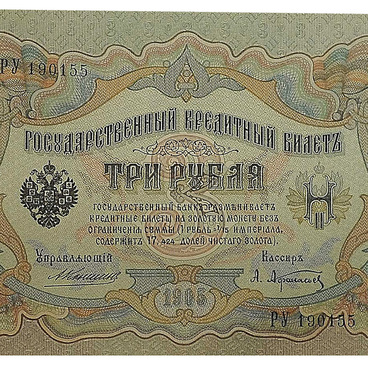 РУ 190155
Государственный кредитный билетъ
ТРИ РУБЛЯ
Государственный Банкъ размѣниваетъ
кредитные билеты на золотую монету безъ
ограниченія суммы (1 рубль = 1/15 имперіала,
содержитъ 17,424 долей чистаго золота).
Управляющій
Кассиръ
А. Афанасьев
1905
РУ 190155